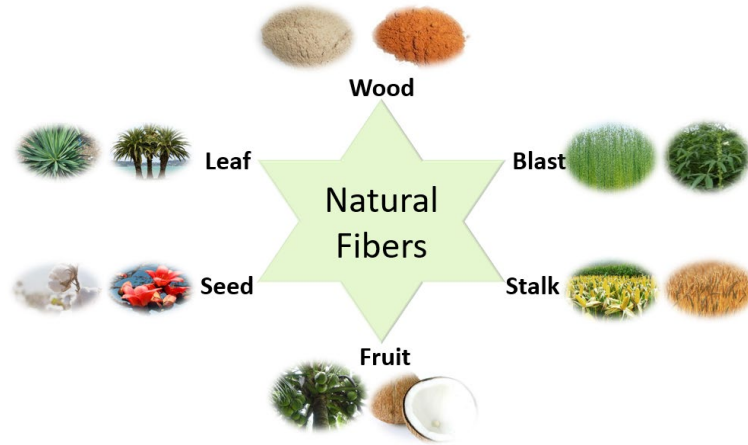 Wood
Leaf
Blast
Natural
Fibers
Seed
Stalk
Fruit